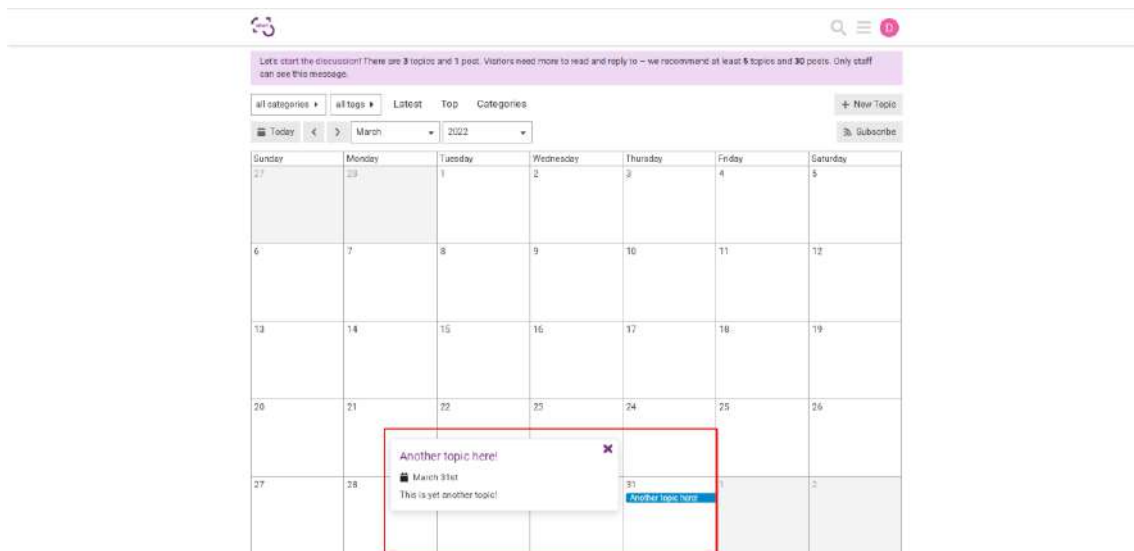 D
Let's start the discussion! There are 3 topics and 1 post. Visitors need more to read and reply to – we recommend at least 5 topics and 30 posts. Only staff
can see this message.
all categories all tags Latest Top Categories + New Topic
Today March 2022 Subscribe
Sunday Monday Tuesday Wednesday Thursday Friday Saturday
27 28 1 2 3 4 5
6 7 8 9 10 11 12
13 14 15 16 17 18 19
20 21 22 23 24 25 26
Another topic here!
March 31st
This is yet another topic!
27 28 31 1 2
Another topic here!